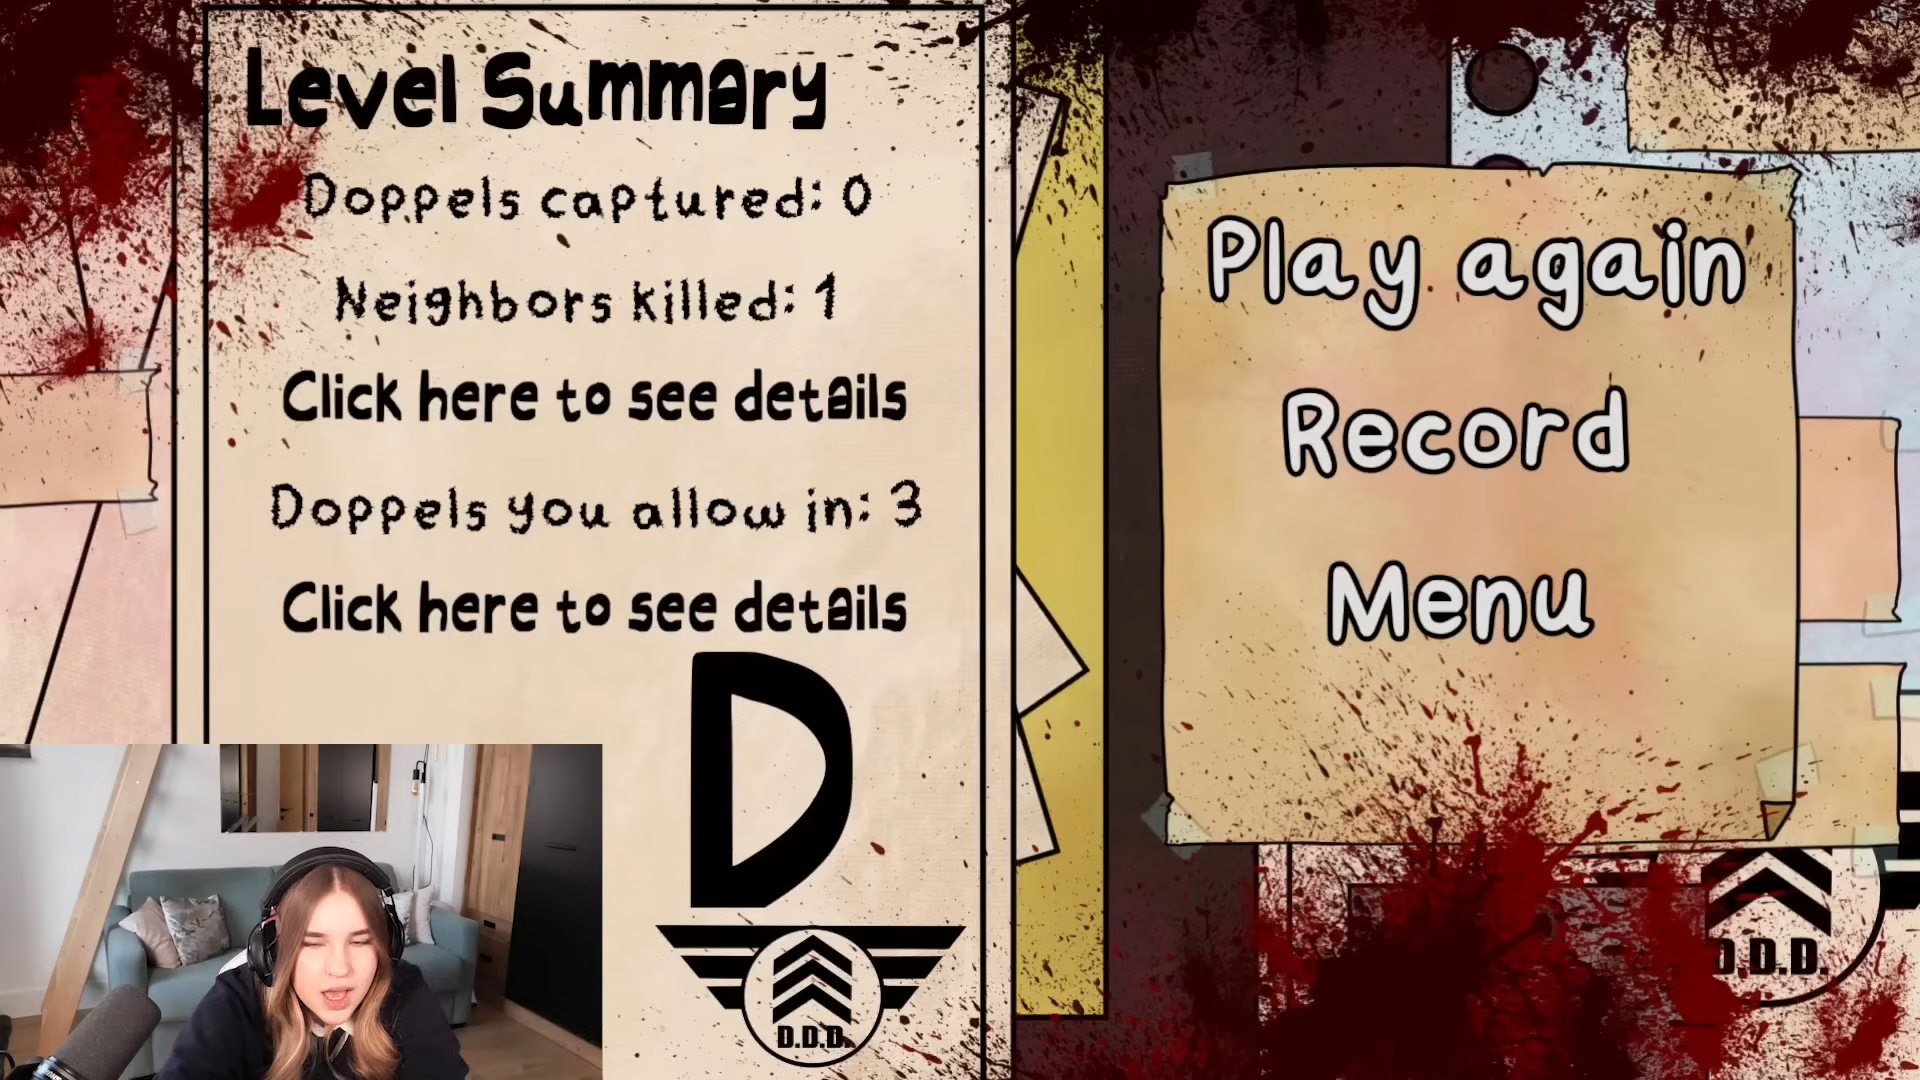 Level Summary
Doppels captured: 0
Neighbors killed: 1
Click here to see details
Doppels you allow in: 3
Click here to see details
D
D.D.D.
Play again
Record
Menu
D.D.D.